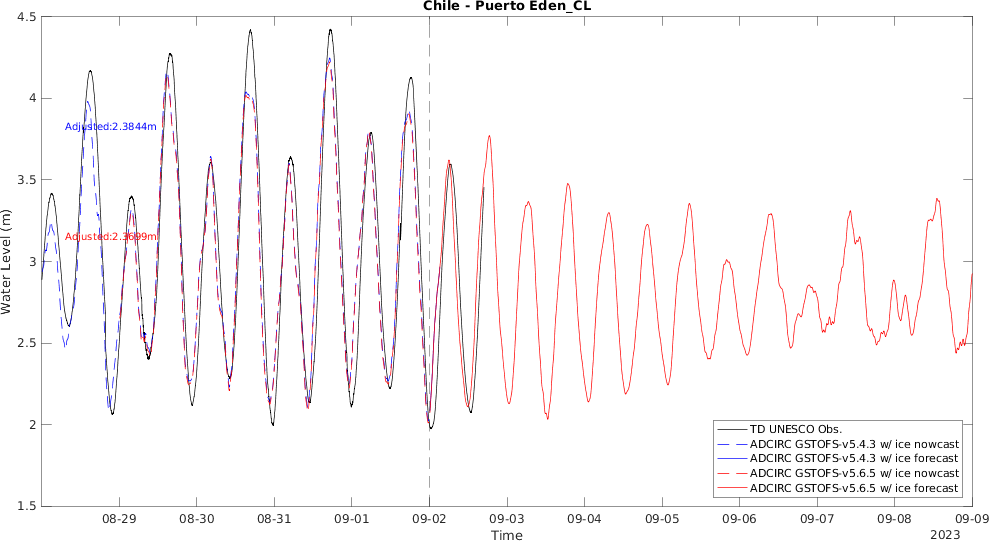 Chile - Puerto Eden_CL
4.5
4
3.5
3
2.5
2
1.5
Water Level (m)
Adjusted:2.3844m
Adjusted:2.3699m
TD UNESCO Obs.
ADCIRC GSTOFS-v5.4.3 w/ ice nowcast
ADCIRC GSTOFS-v5.4.3 w/ ice forecast
ADCIRC GSTOFS-v5.6.5 w/ ice nowcast
ADCIRC GSTOFS-v5.6.5 w/ ice forecast
08-29 08-30 08-31 09-01 09-02 09-03 09-04 09-05 09-06 09-07 09-08 09-09
Time
2023